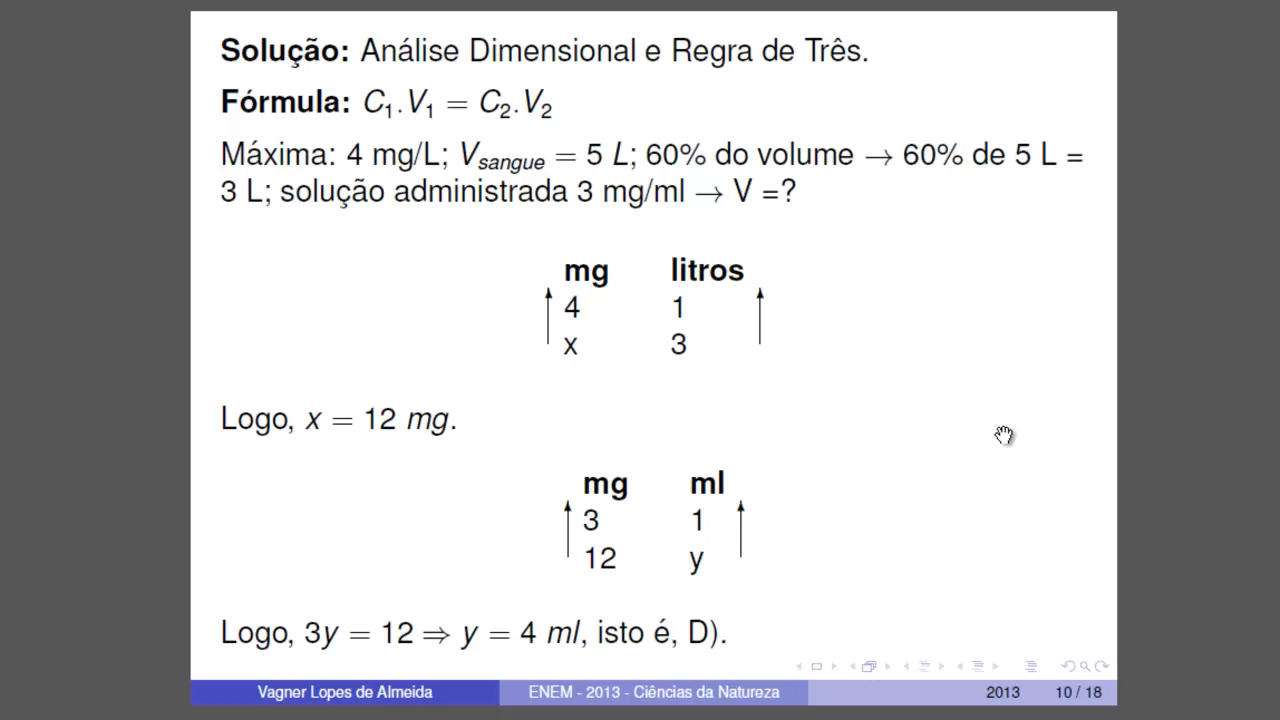 Solução: Análise Dimensional e Regra de Três.
Fórmula: C₁.V₁ = C₂.V₂
Máxima: 4 mg/L; Vsangue = 5 L; 60% do volume → 60% de 5 L =
3 L; solução administrada 3 mg/ml → V =?
mg litros
4 1
x 3
Logo, x = 12 mg.
mg ml
3 1
12 y
Logo, 3y = 12 ⇒ y = 4 ml, isto é, D).
Vagner Lopes de Almeida ENEM - 2013 - Ciências da Natureza 2013 10 / 18